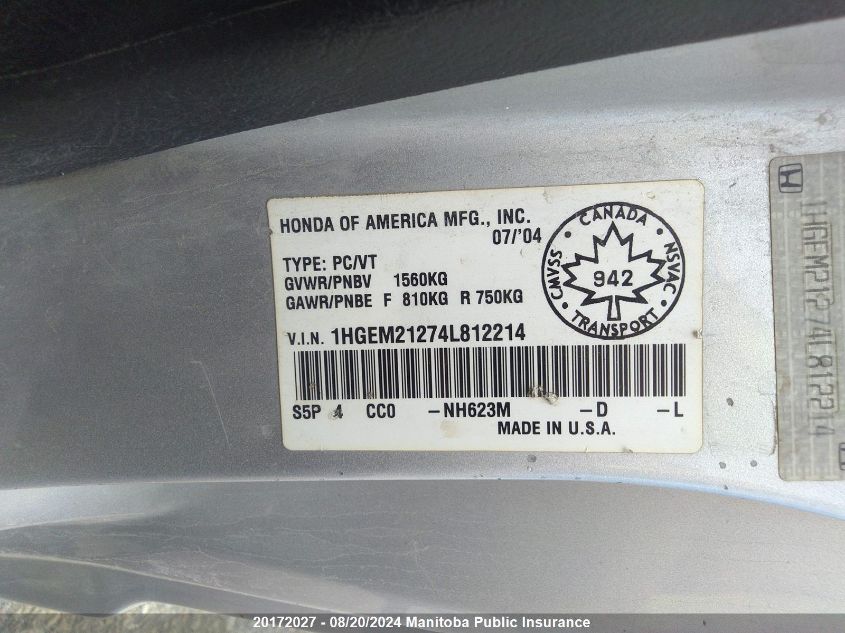 HONDA OF AMERICA MFG., INC.
07/'04
TYPE: PC/VT
GVWR/PNBV 1560KG
GAWR/PNBE F 810KG R 750KG
V.I.N. 1HGEM21274L812214
S5P 4 CC0 -NH623M -D -L
MADE IN U.S.A.
CANADA
CMVSS
942
NSVAC
TRANSPORT
1HGEM21274L812214
20172027 - 08/20/2024 Manitoba Public Insurance